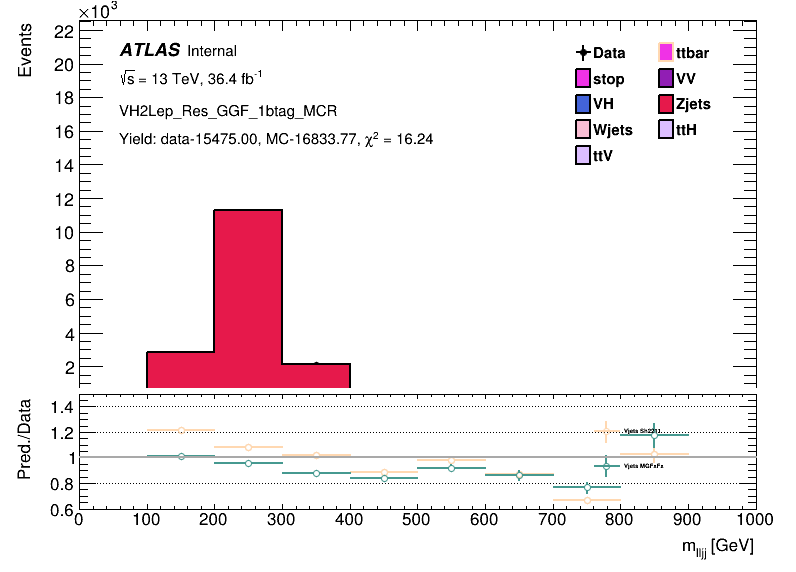 ×10³
Events
22
20
18
16
14
12
10
8
6
4
2
ATLAS Internal
√s = 13 TeV, 36.4 fb⁻¹
VH2Lep_Res_GGF_1btag_MCR
Yield: data-15475.00, MC-16833.77, χ² = 16.24
Data
ttbar
stop
VV
VH
Zjets
Wjets
ttH
ttV
Pred./Data
1.4
1.2
1
0.8
0.6
Vjets Sh2211
Vjets MGFxFx
0 100 200 300 400 500 600 700 800 900 1000
m_lljj [GeV]